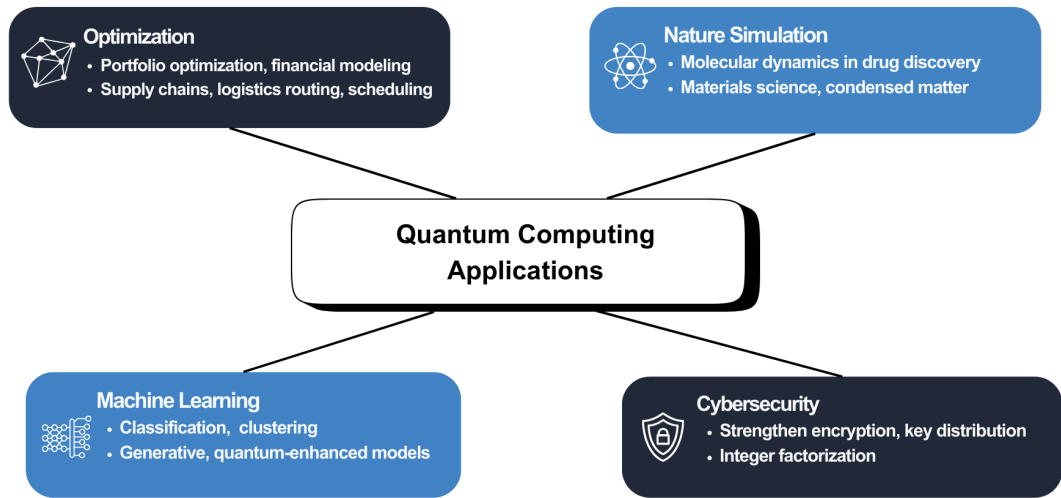 Optimization
• Portfolio optimization, financial modeling
• Supply chains, logistics routing, scheduling
Nature Simulation
• Molecular dynamics in drug discovery
• Materials science, condensed matter
Quantum Computing
Applications
Machine Learning
• Classification, clustering
• Generative, quantum-enhanced models
Cybersecurity
• Strengthen encryption, key distribution
• Integer factorization